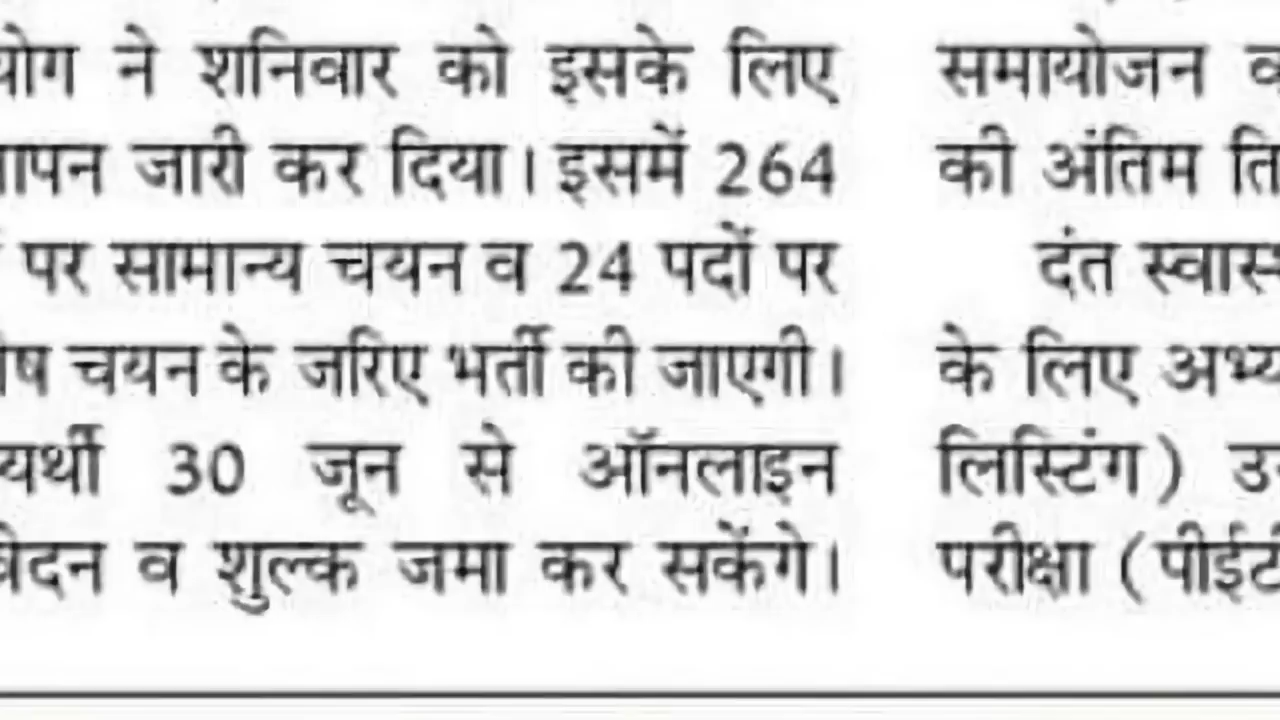 ने शनिवार को इसके लिए
जारी कर दिया। इसमें 264
पर सामान्य चयन व 24 पदों पर
चयन के जरिए भर्ती की जाएगी।
30 जून से ऑनलाइन
व शुल्क जमा कर सकेंगे।
समायोजन
की अंतिम
दंत
के लिए
लिस्टिंग)
परीक्षा